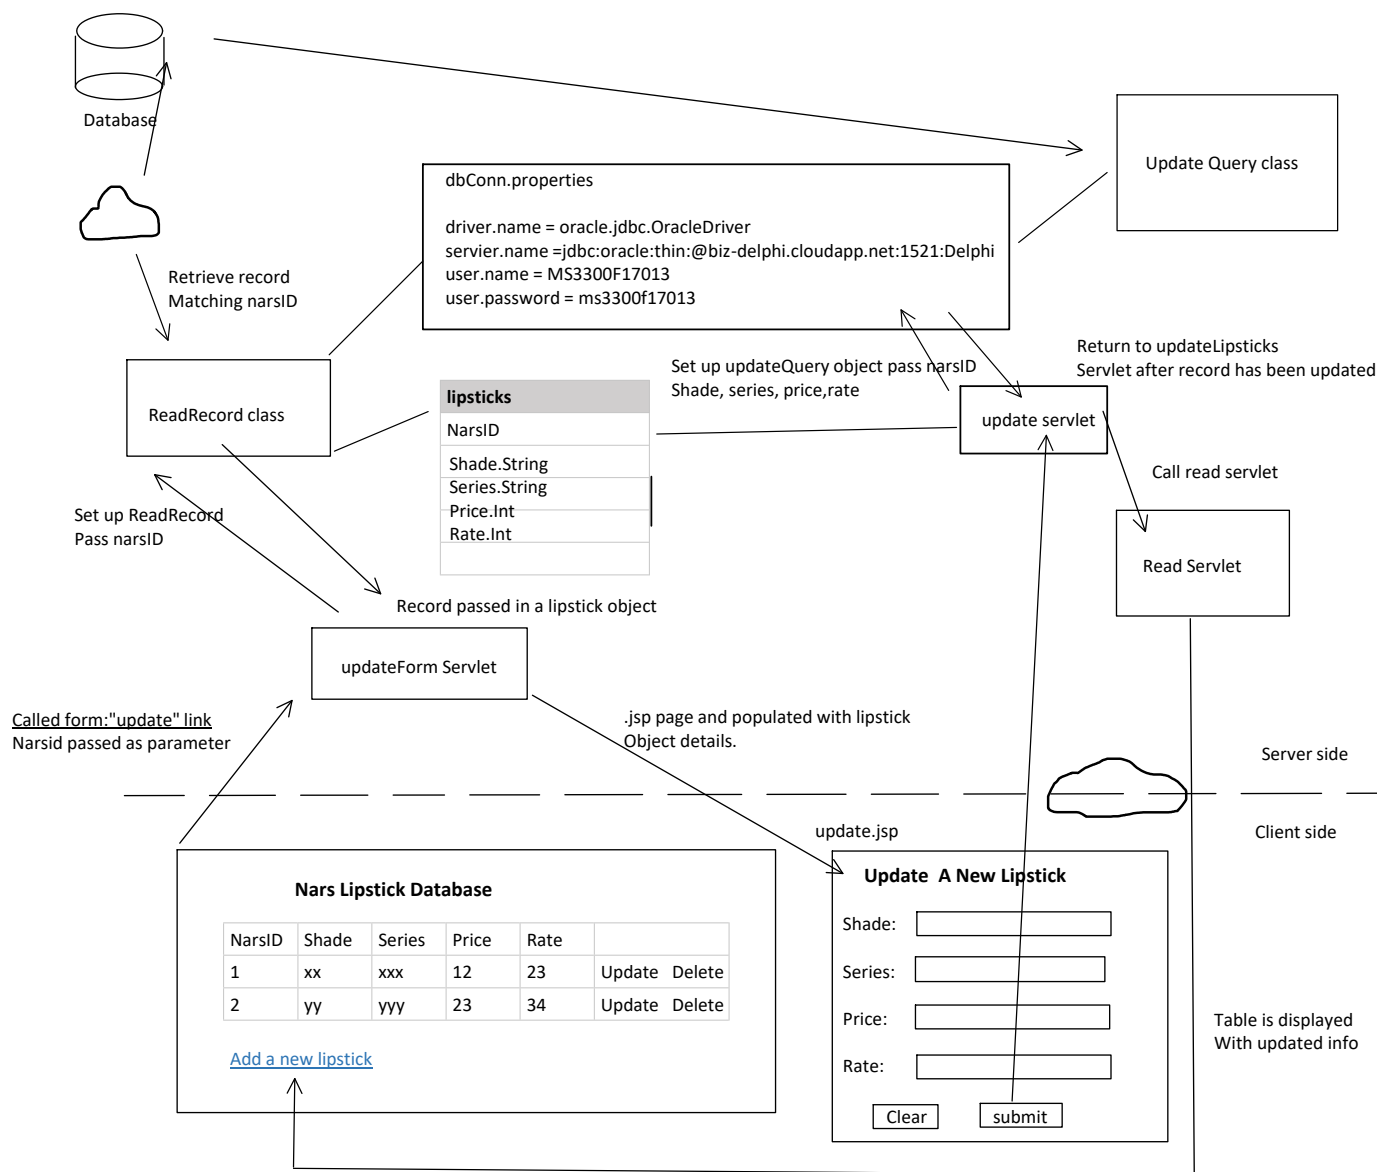 Database
Update Query class
dbConn.properties
driver.name = oracle.jdbc.OracleDriver
servier.name =jdbc:oracle:thin:@biz-delphi.cloudapp.net:1521:Delphi
user.name = MS3300F17013
user.password = ms3300f17013
Retrieve record
Matching narsID
Set up updateQuery object pass narsID
Shade, series, price,rate
Return to updateLipsticks
Servlet after record has been updated
ReadRecord class
lipsticks
NarsID
Shade.String
Series.String
Price.Int
Rate.Int
update servlet
Call read servlet
Set up ReadRecord
Pass narsID
Read Servlet
Record passed in a lipstick object
updateForm Servlet
Called form:"update" link
Narsid passed as parameter
.jsp page and populated with lipstick
Object details.
Server side
Client side
update.jsp
Nars Lipstick Database
NarsID Shade Series Price Rate
1 xx xxx 12 23 Update Delete
2 yy yyy 23 34 Update Delete
Add a new lipstick
Update A New Lipstick
Shade:
Series:
Price:
Rate:
Clear submit
Table is displayed
With updated info